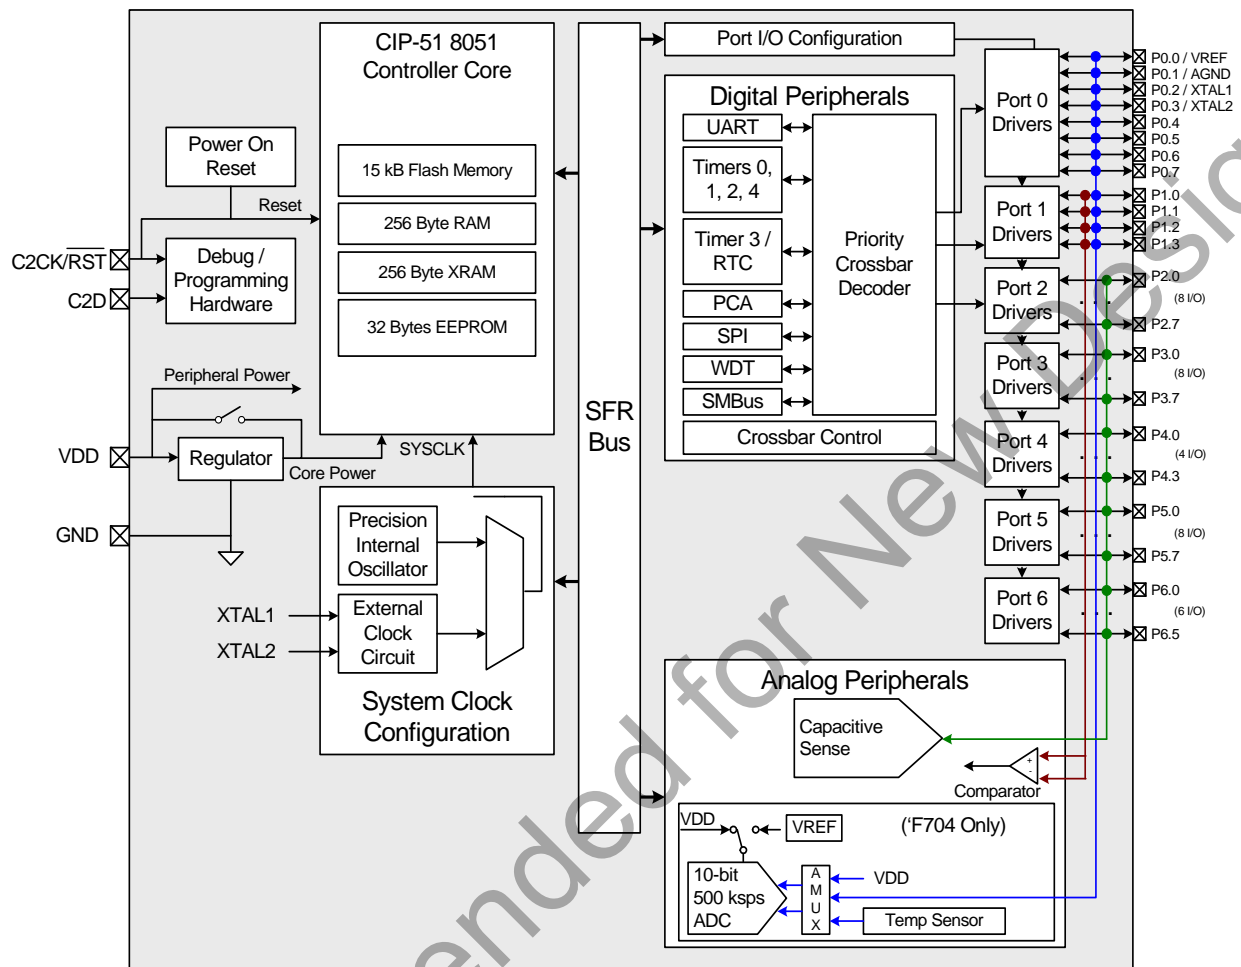 CIP-51 8051
Controller Core
15 kB Flash Memory
256 Byte RAM
256 Byte XRAM
32 Bytes EEPROM
Power On
Reset
Reset
Debug /
Programming
Hardware
C2CK/RST
C2D
Peripheral Power
VDD
Regulator
Core Power
SYSCLK
GND
Precision
Internal
Oscillator
XTAL1
XTAL2
External
Clock
Circuit
System Clock
Configuration
SFR
Bus
Port I/O Configuration
Digital Peripherals
UART
Timers 0,
1, 2, 4
Timer 3 /
RTC
PCA
SPI
WDT
SMBus
Priority
Crossbar
Decoder
Crossbar Control
Port 0
Drivers
Port 1
Drivers
Port 2
Drivers
Port 3
Drivers
Port 4
Drivers
Port 5
Drivers
Port 6
Drivers
P0.0 / VREF
P0.1 / AGND
P0.2 / XTAL1
P0.3 / XTAL2
P0.4
P0.5
P0.6
P0.7
P1.0
P1.1
P1.2
P1.3
P2.0
(8 I/O)
P2.7
P3.0
(8 I/O)
P3.7
P4.0
(4 I/O)
P4.3
P5.0
(8 I/O)
P5.7
P6.0
(6 I/O)
P6.5
Analog Peripherals
Capacitive
Sense
+
-
Comparator
VDD
VREF
('F704 Only)
10-bit
500 ksps
ADC
A
M
U
X
VDD
Temp Sensor
ended for New Desig